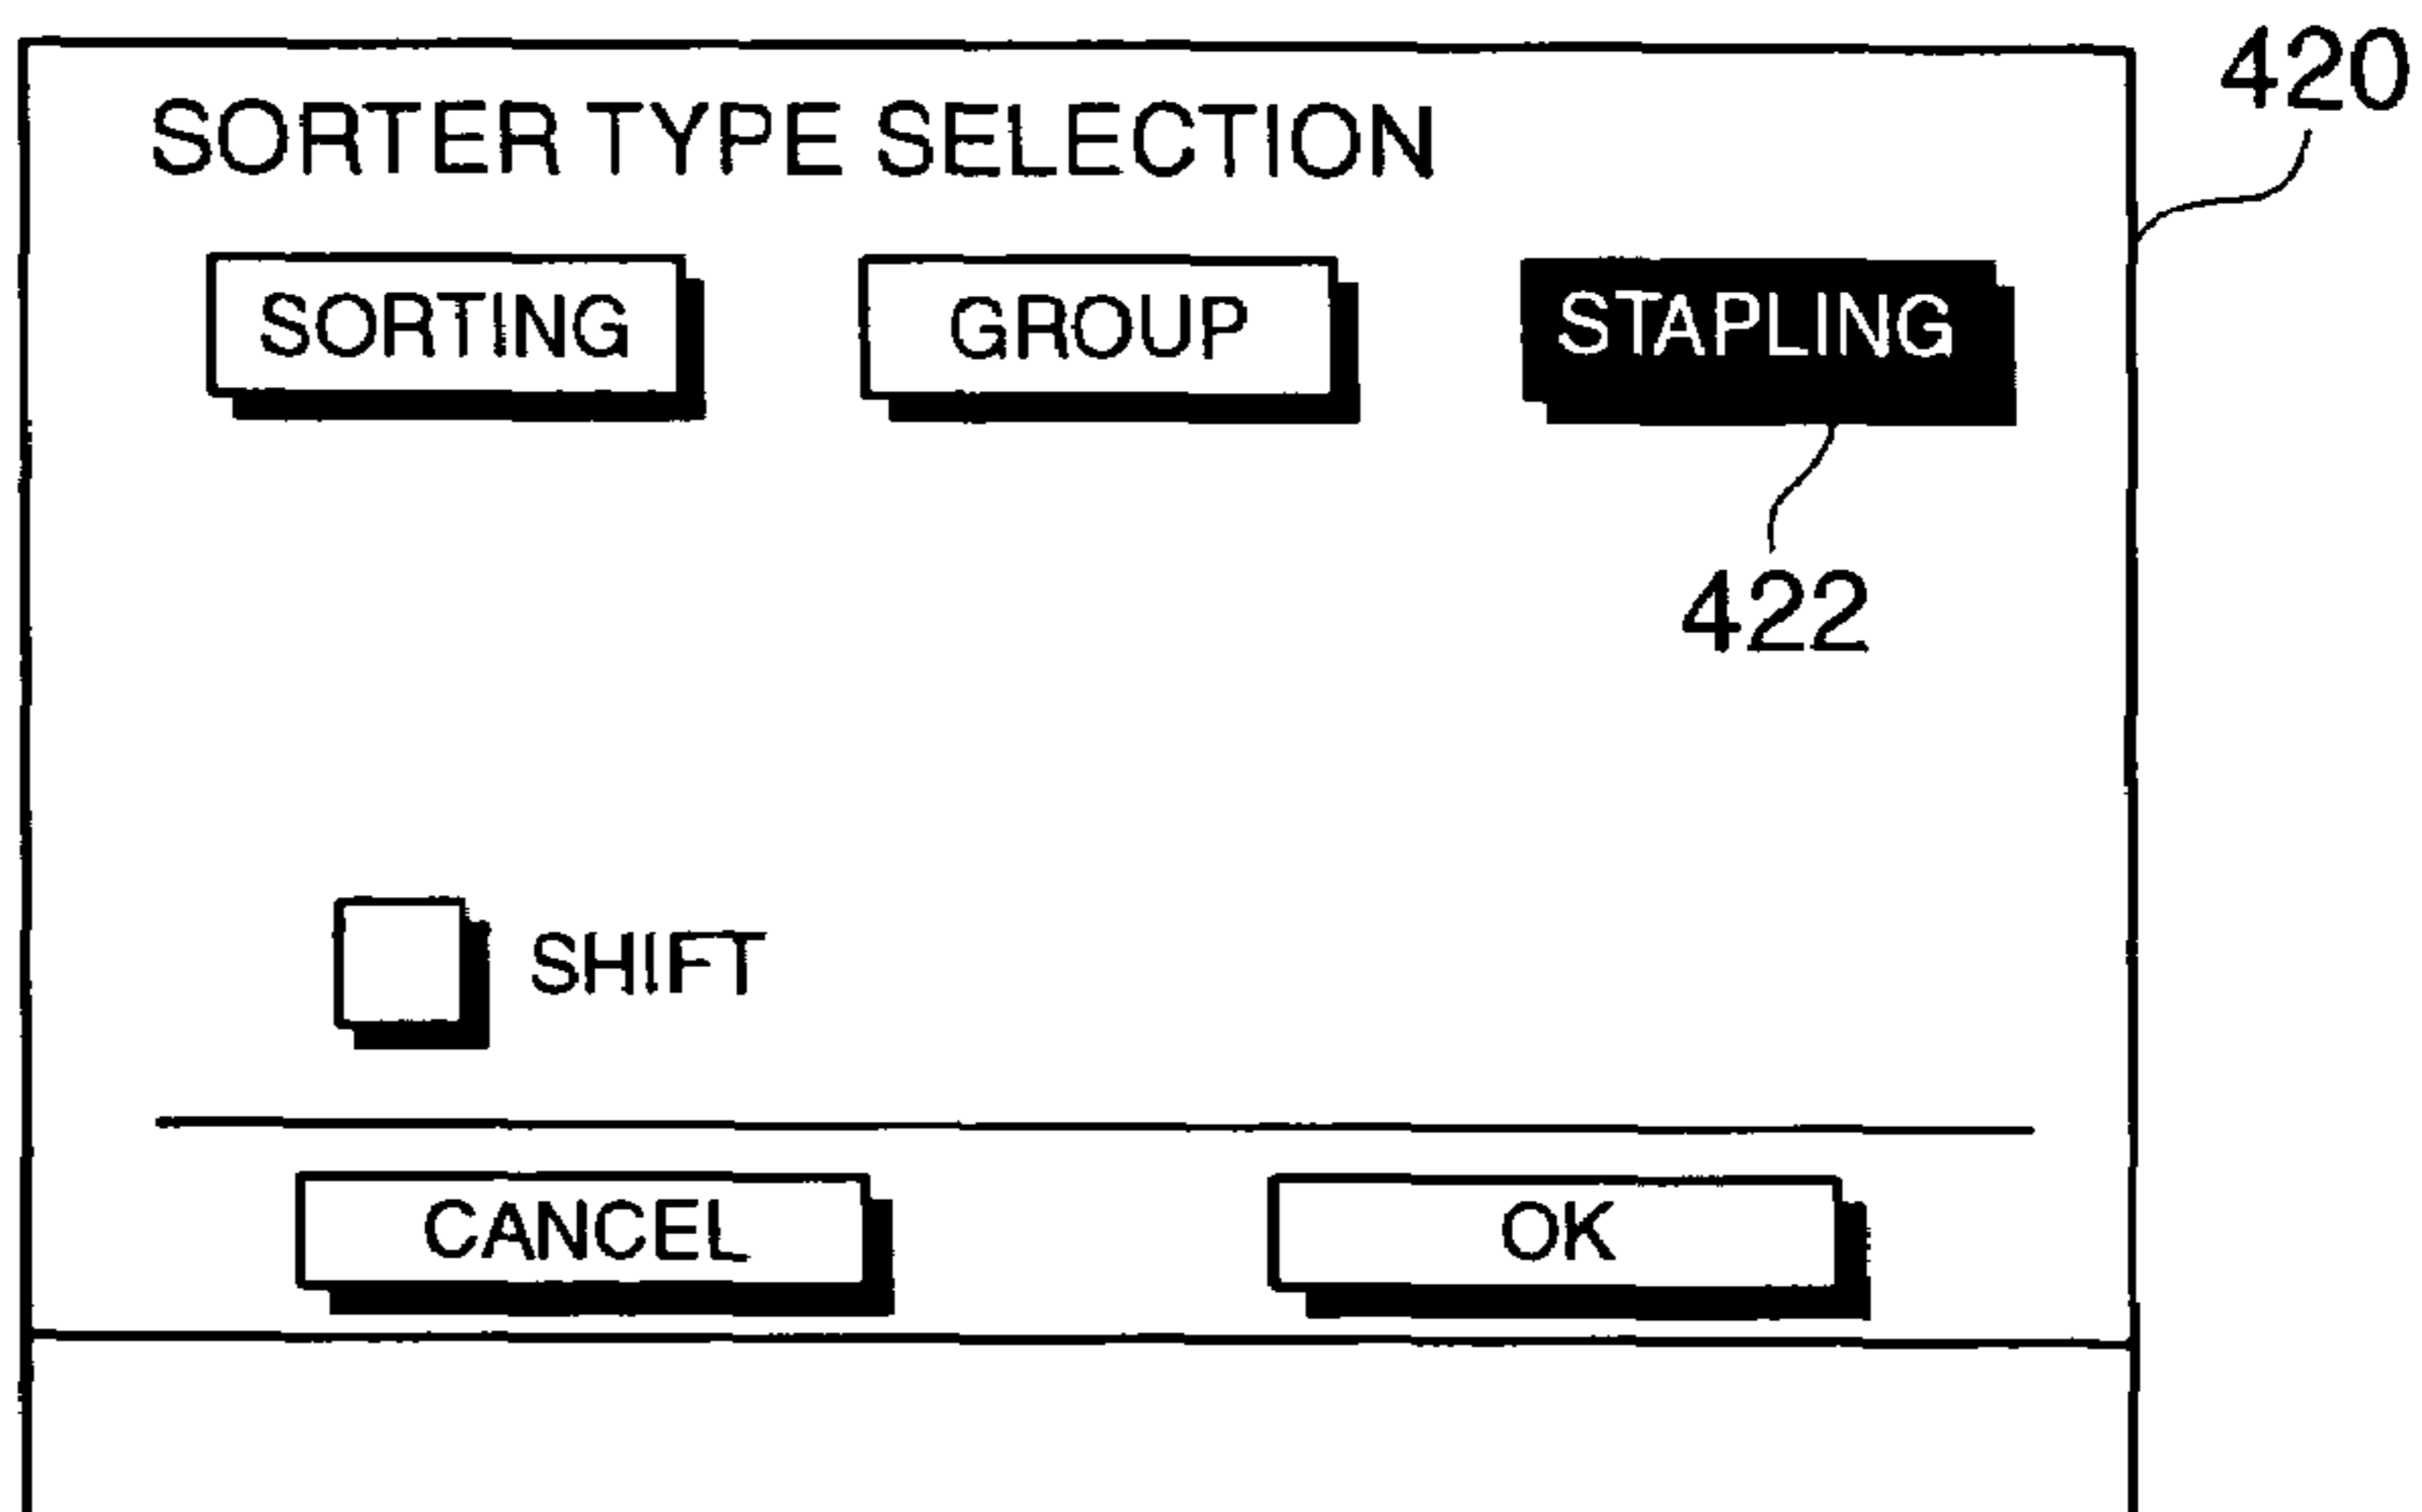 420
SORTER TYPE SELECTION
SORTING GROUP STAPLING
422
SHIFT
CANCEL OK